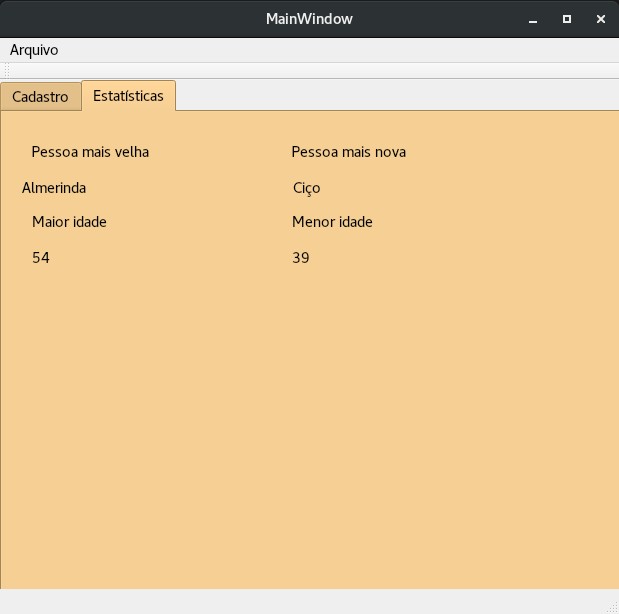 MainWindow
Arquivo
Cadastro Estatísticas
Pessoa mais velha Pessoa mais nova
Almerinda Ciço
Maior idade Menor idade
54 39